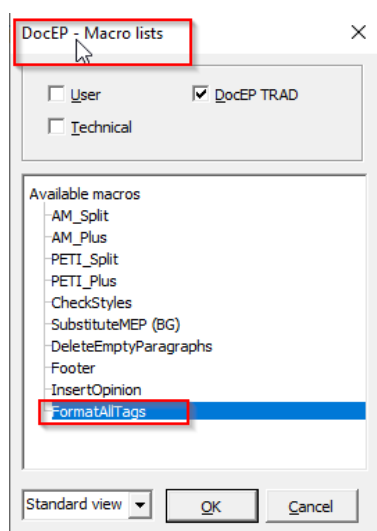 DocEP - Macro lists
User
DocEP TRAD
Technical
Available macros
AM_Split
AM_Plus
PETI_Split
PETI_Plus
CheckStyles
SubstituteMEP (BG)
DeleteEmptyParagraphs
Footer
InsertOpinion
FormatAllTags
Standard view
OK
Cancel